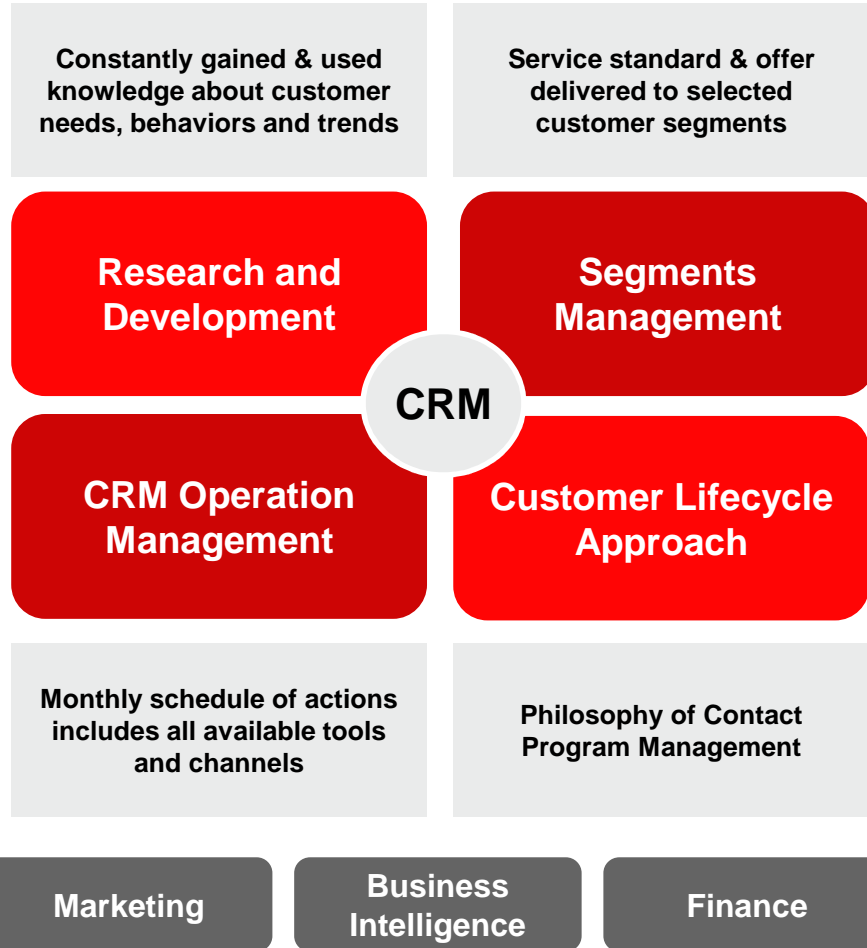 Constantly gained & used
knowledge about customer
needs, behaviors and trends
Service standard & offer
delivered to selected
customer segments
Research and
Development
Segments
Management
CRM
CRM Operation
Management
Customer Lifecycle
Approach
Monthly schedule of actions
includes all available tools
and channels
Philosophy of Contact
Program Management
Marketing
Business
Intelligence
Finance